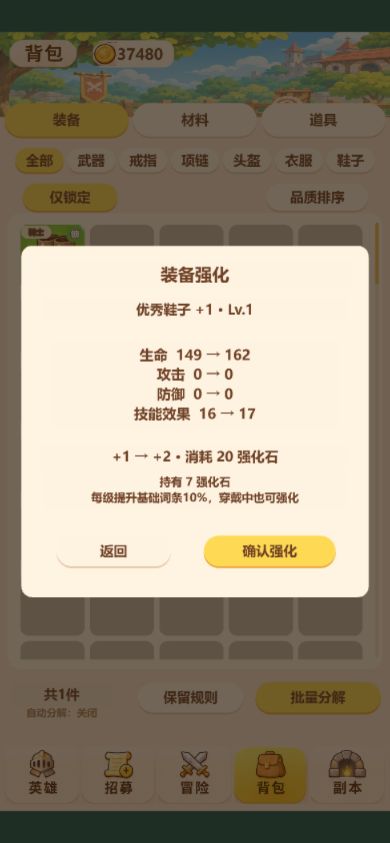 背包
37480
装备
材料
道具
全部
武器
戒指
项链
头盔
衣服
鞋子
仅锁定
品质排序
骑士
装备强化
优秀鞋子 +1 · Lv.1
生命 149 → 162
攻击 0 → 0
防御 0 → 0
技能效果 16 → 17
+1 → +2 · 消耗 20 强化石
持有 7 强化石
每级提升基础词条10%，穿戴中也可强化
返回
确认强化
共1件
自动分解：关闭
保留规则
批量分解
英雄
招募
冒险
背包
副本